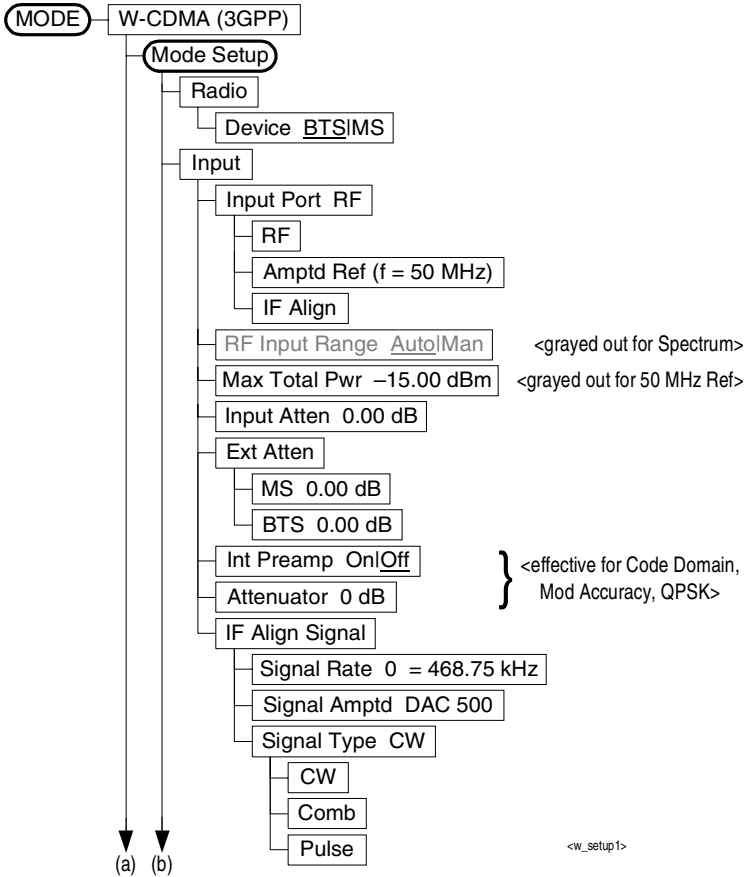 MODE W-CDMA (3GPP)
Mode Setup
Radio
Device BTS|MS
Input
Input Port RF
RF
Amptd Ref (f = 50 MHz)
IF Align
RF Input Range Auto|Man <grayed out for Spectrum>
Max Total Pwr –15.00 dBm <grayed out for 50 MHz Ref>
Input Atten 0.00 dB
Ext Atten
MS 0.00 dB
BTS 0.00 dB
Int Preamp On|Off } <effective for Code Domain,
Attenuator 0 dB Mod Accuracy, QPSK>
IF Align Signal
Signal Rate 0 = 468.75 kHz
Signal Amptd DAC 500
Signal Type CW
CW
Comb
Pulse <w_setup1>
(a) (b)